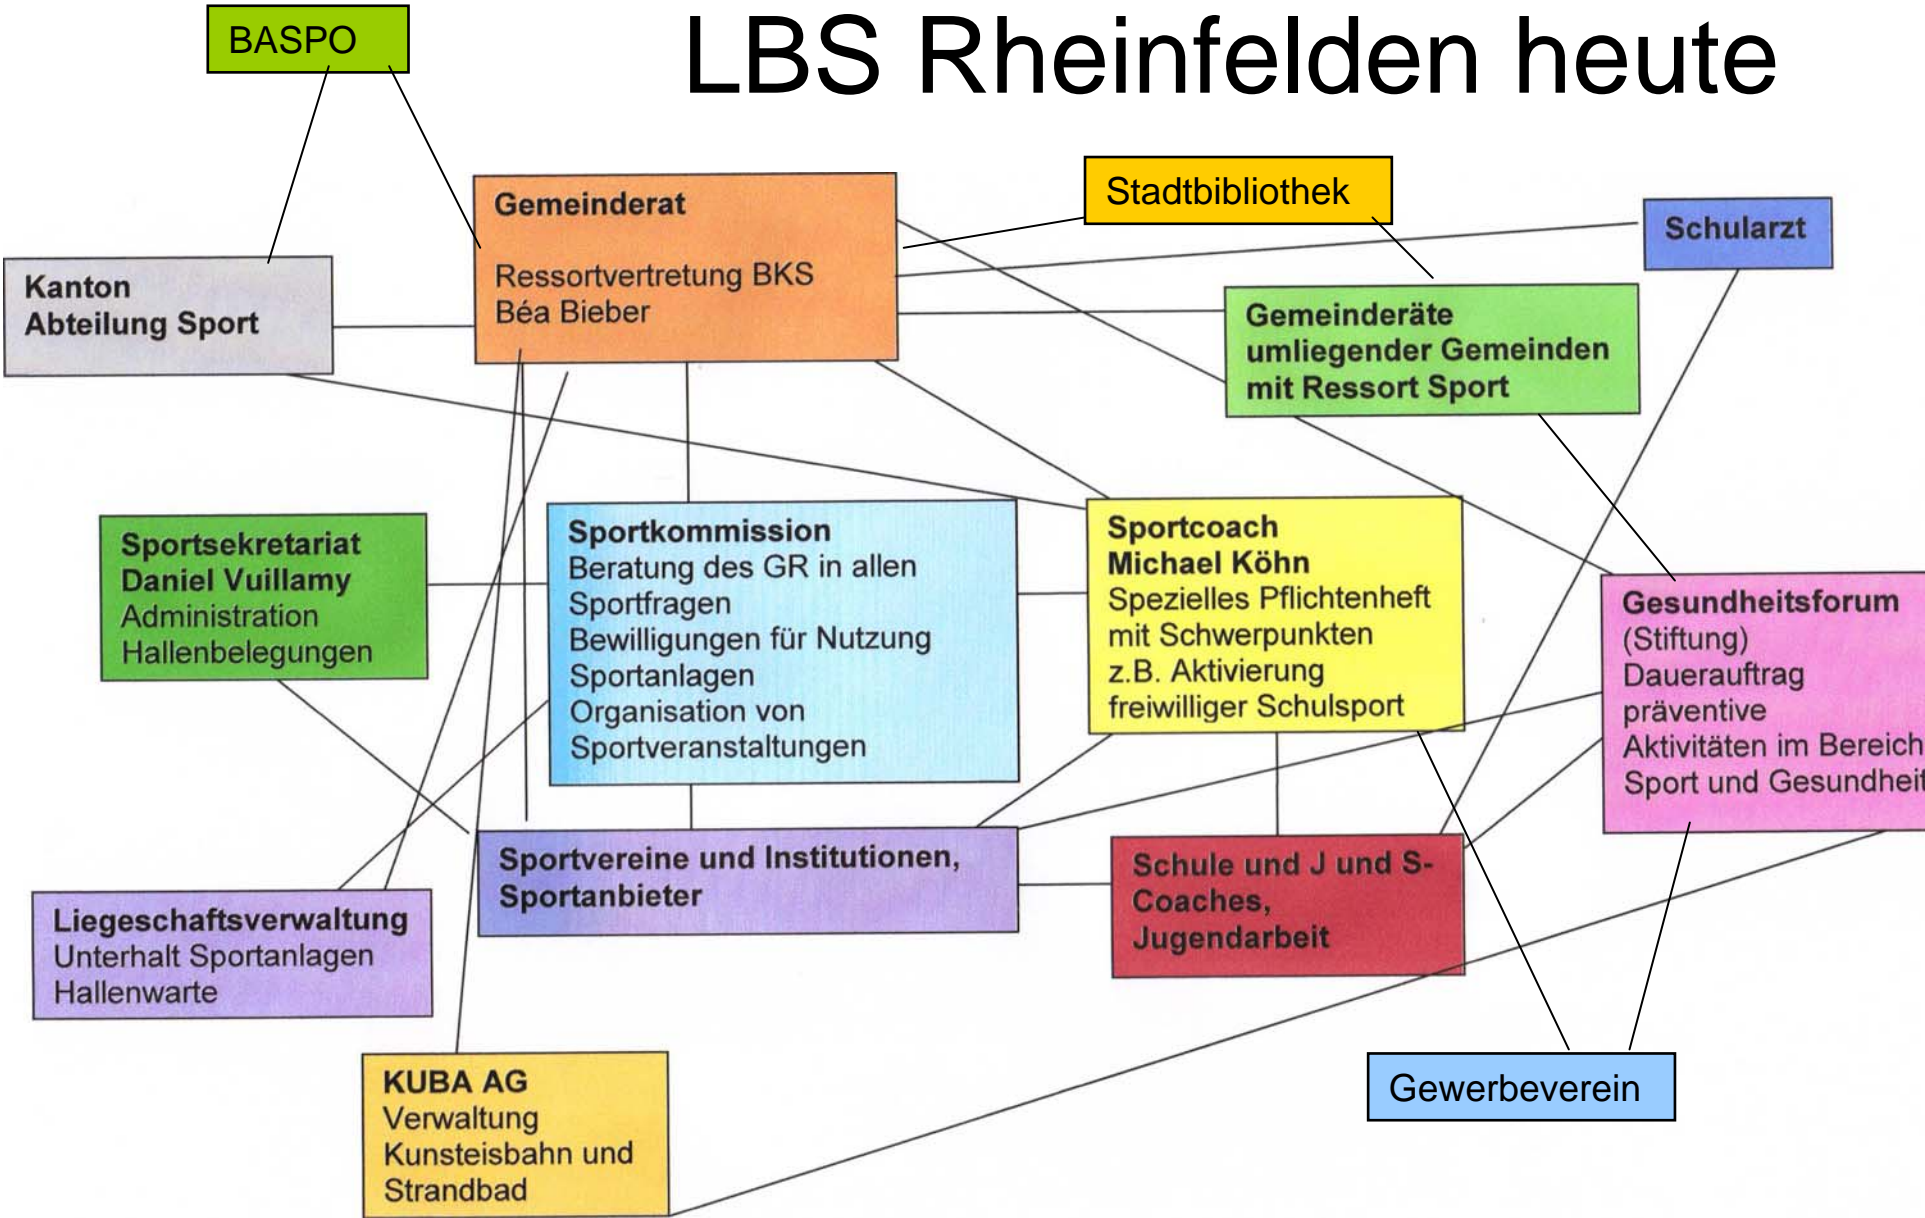 LBS Rheinfelden heute
BASPO
Gemeinderat
Ressortvertretung BKS
Béa Bieber
Stadtbibliothek
Schularzt
Kanton
Abteilung Sport
Gemeinderäte
umliegender Gemeinden
mit Ressort Sport
Sportsekretariat
Daniel Vuillamy
Administration
Hallenbelegungen
Sportkommission
Beratung des GR in allen
Sportfragen
Bewilligungen für Nutzung
Sportanlagen
Organisation von
Sportveranstaltungen
Sportcoach
Michael Köhn
Spezielles Pflichtenheft
mit Schwerpunkten
z.B. Aktivierung
freiwilliger Schulsport
Gesundheitsforum
(Stiftung)
Dauerauftrag
präventive
Aktivitäten im Bereich
Sport und Gesundheit
Sportvereine und Institutionen,
Sportanbieter
Schule und J und S-
Coaches,
Jugendarbeit
Liegeschaftsverwaltung
Unterhalt Sportanlagen
Hallenwarte
KUBA AG
Verwaltung
Kunsteisbahn und
Strandbad
Gewerbeverein